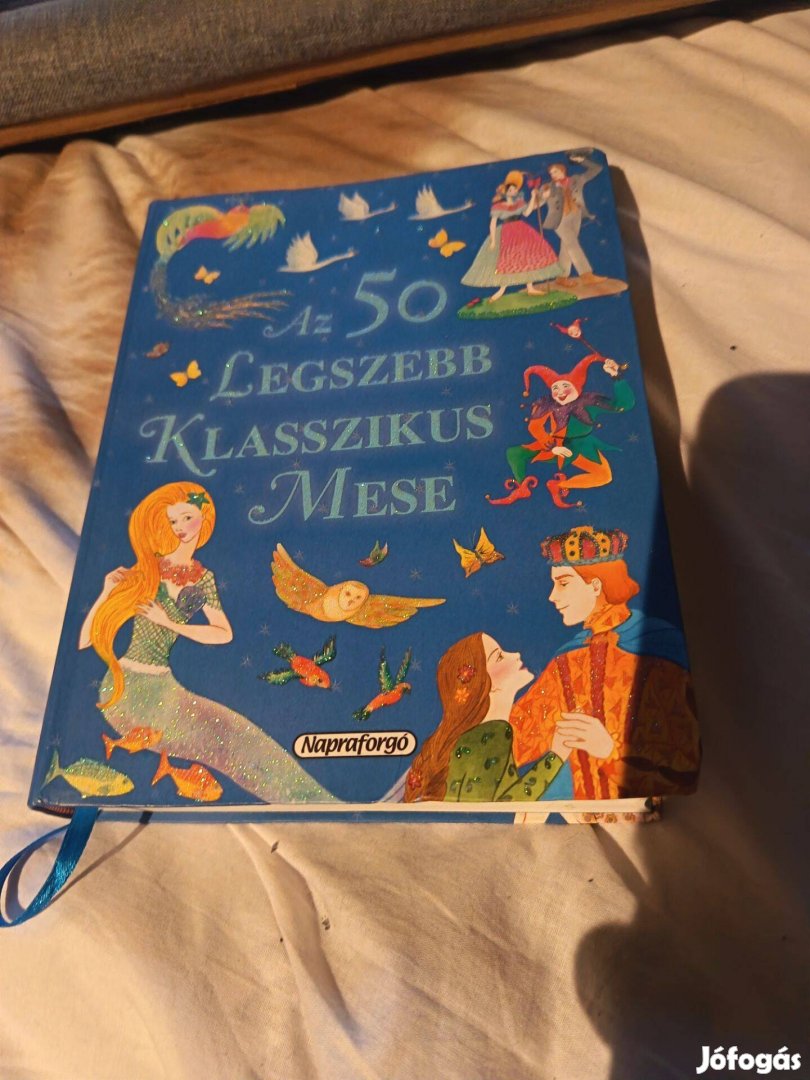 Az 50
Legszebb
Klasszikus
Mese
Napraforgó
Jófogás